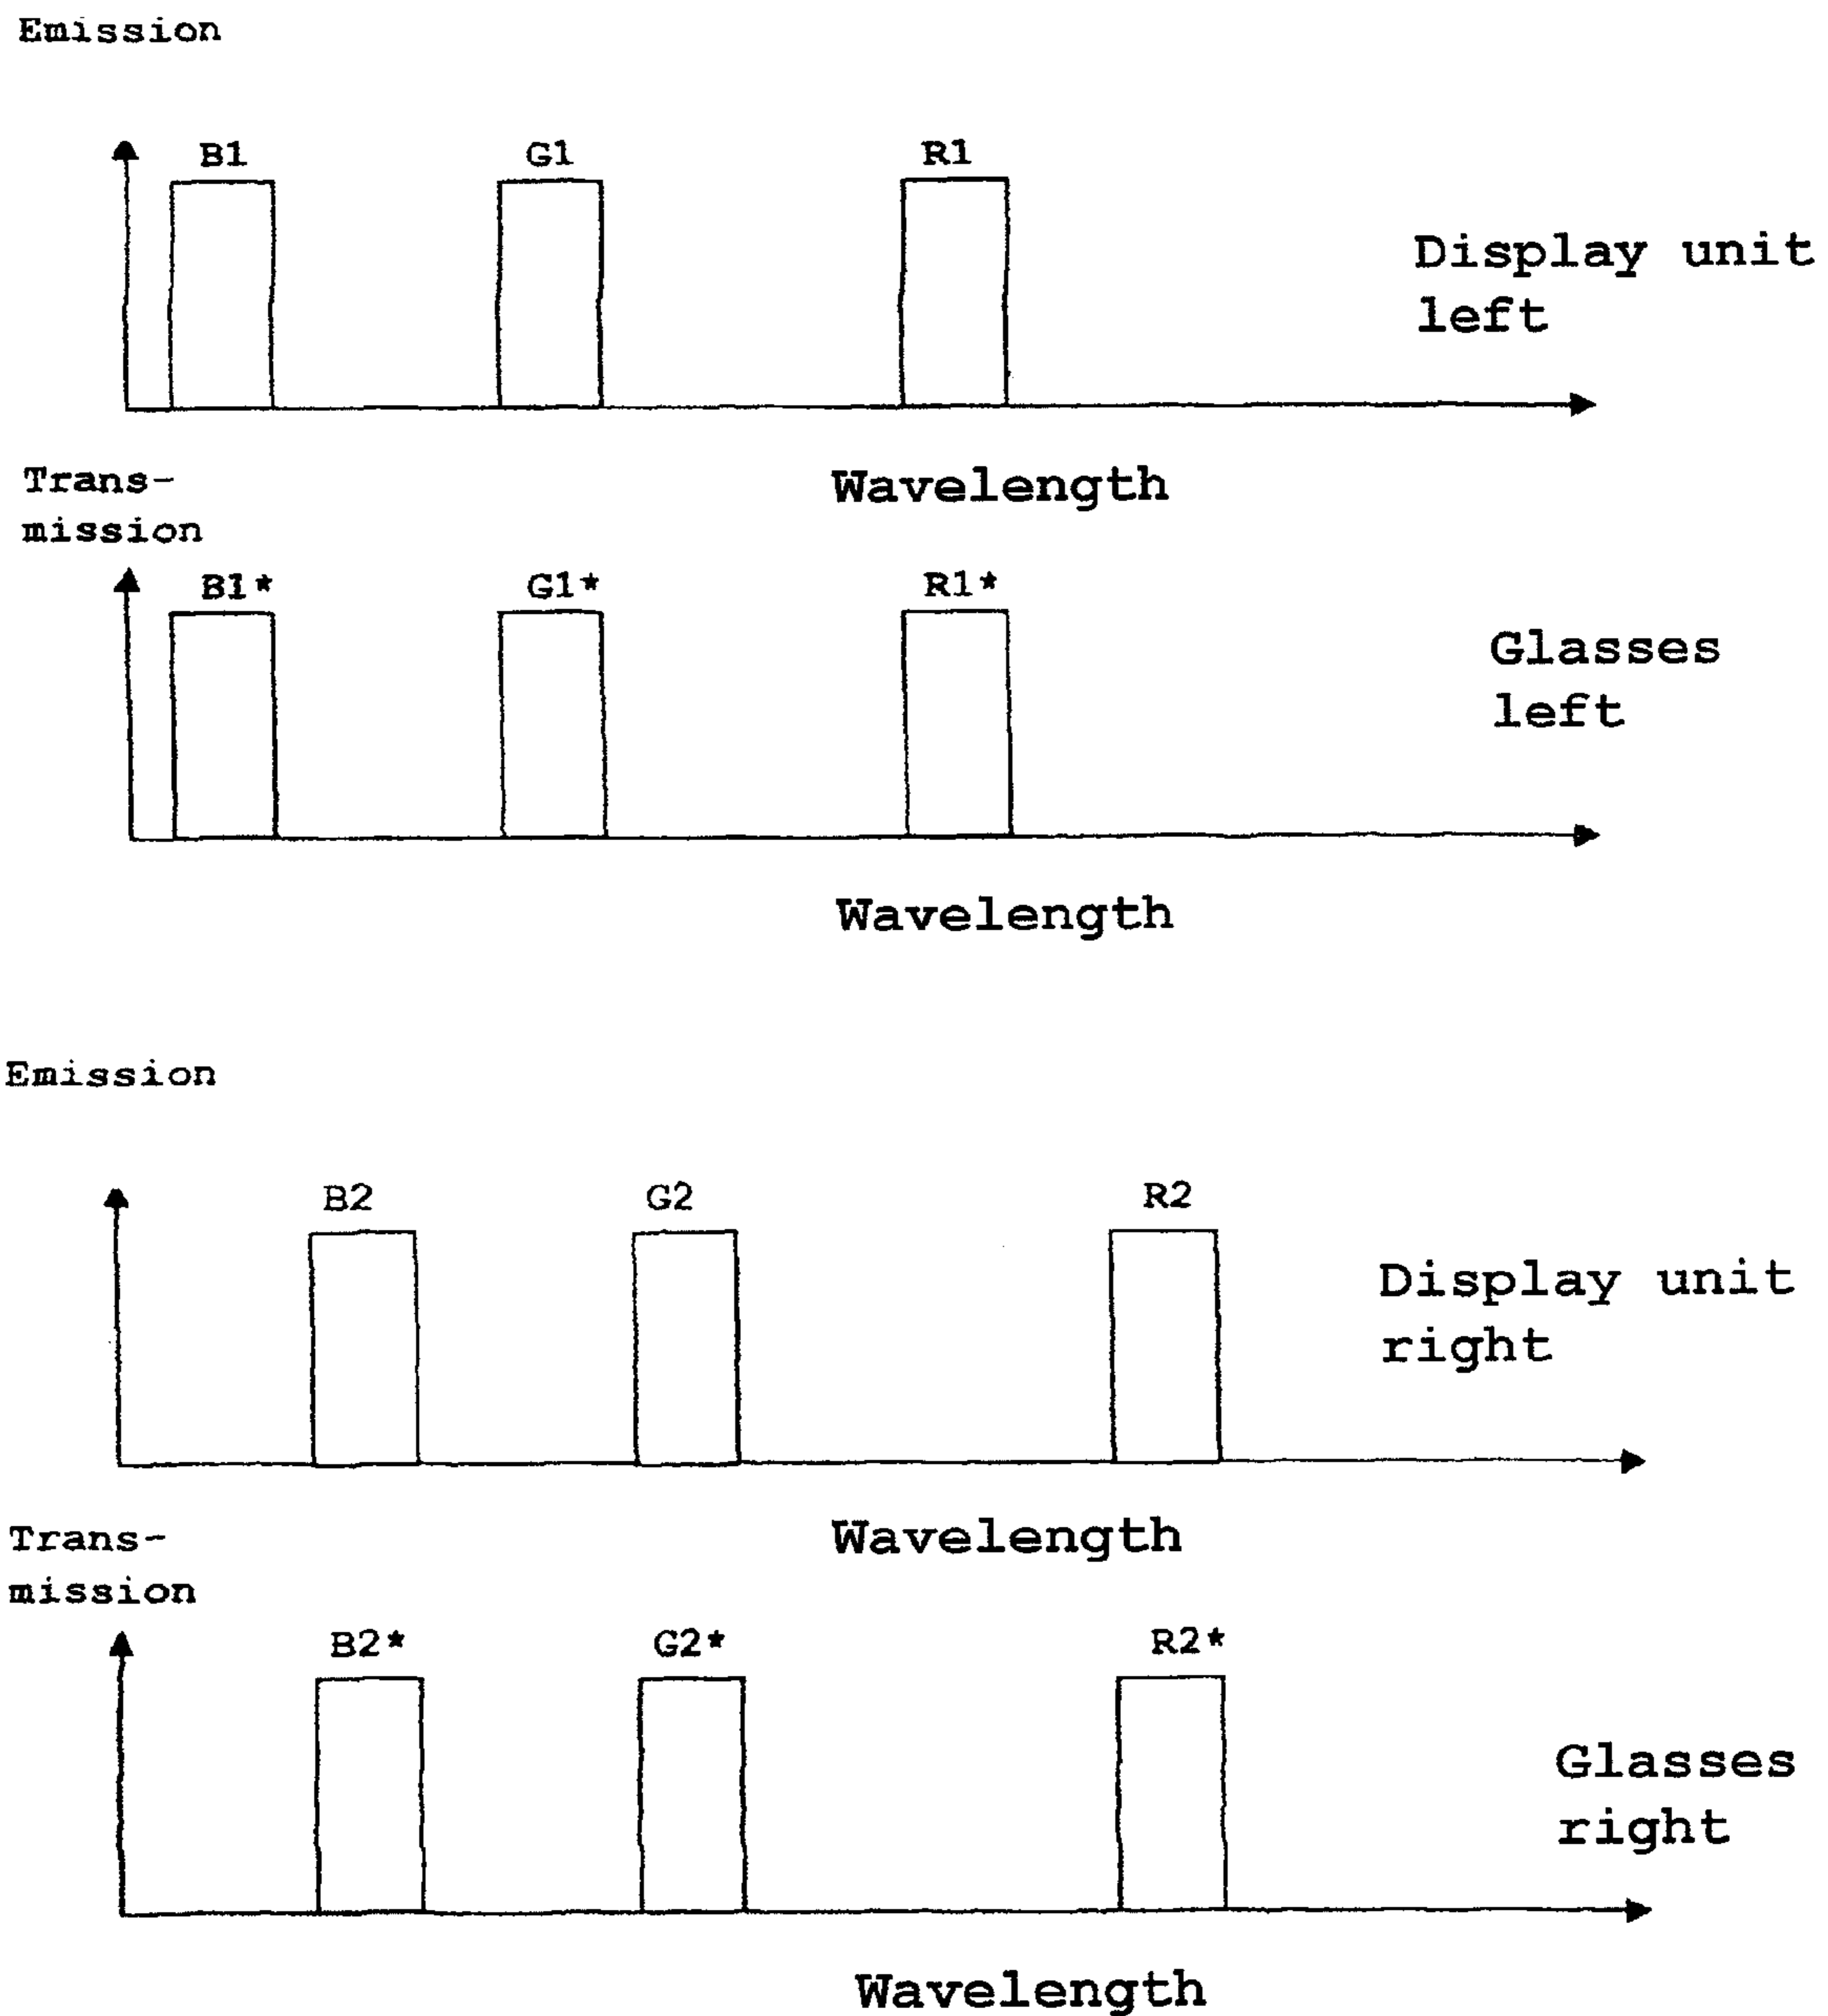 Emission
B1 G1 R1
Display unit
left
Wavelength
Trans-
mission
B1* G1* R1*
Glasses
left
Wavelength
Emission
B2 G2 R2
Display unit
right
Wavelength
Trans-
mission
B2* G2* R2*
Glasses
right
Wavelength